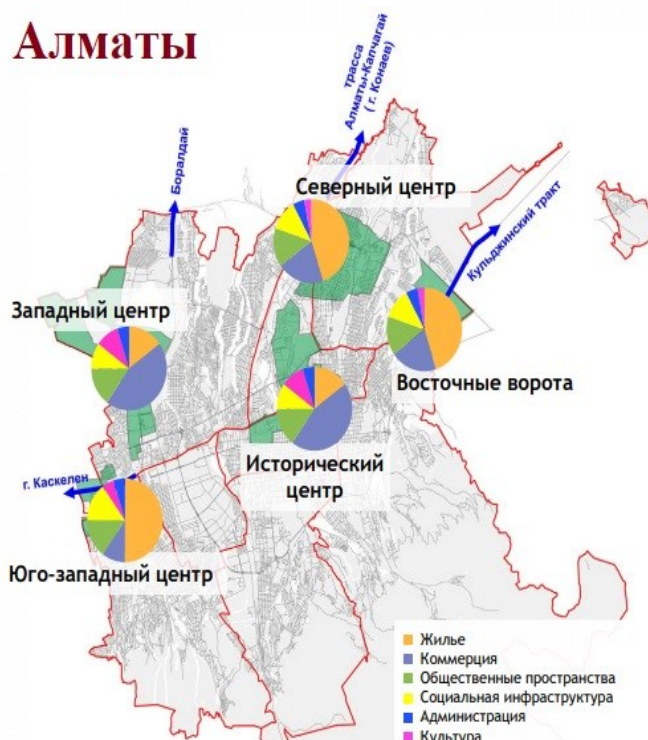 Алматы
трасса
Алматы-Капчагай
( г. Конаев)
Боралдай
Северный центр
Кульджинский тракт
Западный центр
Восточные ворота
Исторический
центр
г. Каскелен
Юго-западный центр
Жилье
Коммерция
Общественные пространства
Социальная инфраструктура
Администрация
Культура